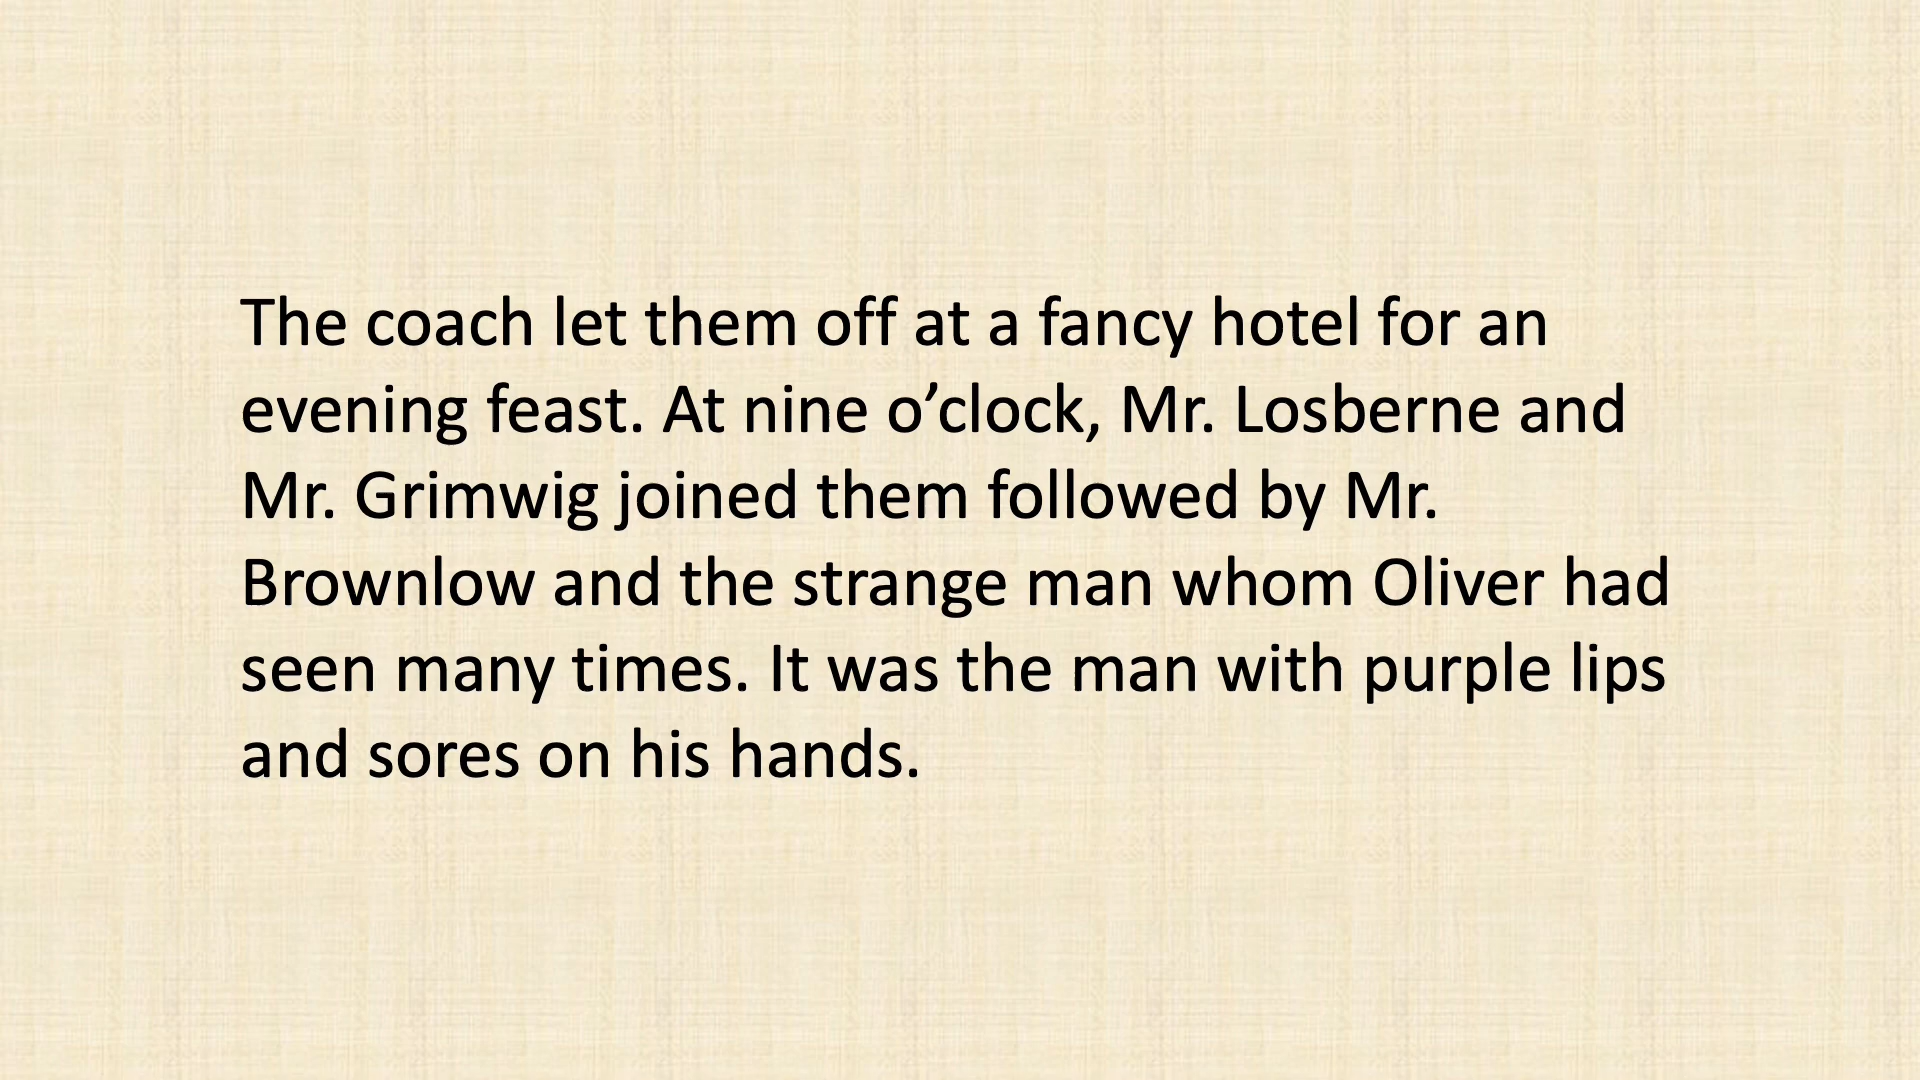 The coach let them off at a fancy hotel for an
evening feast. At nine o’clock, Mr. Losberne and
Mr. Grimwig joined them followed by Mr.
Brownlow and the strange man whom Oliver had
seen many times. It was the man with purple lips
and sores on his hands.